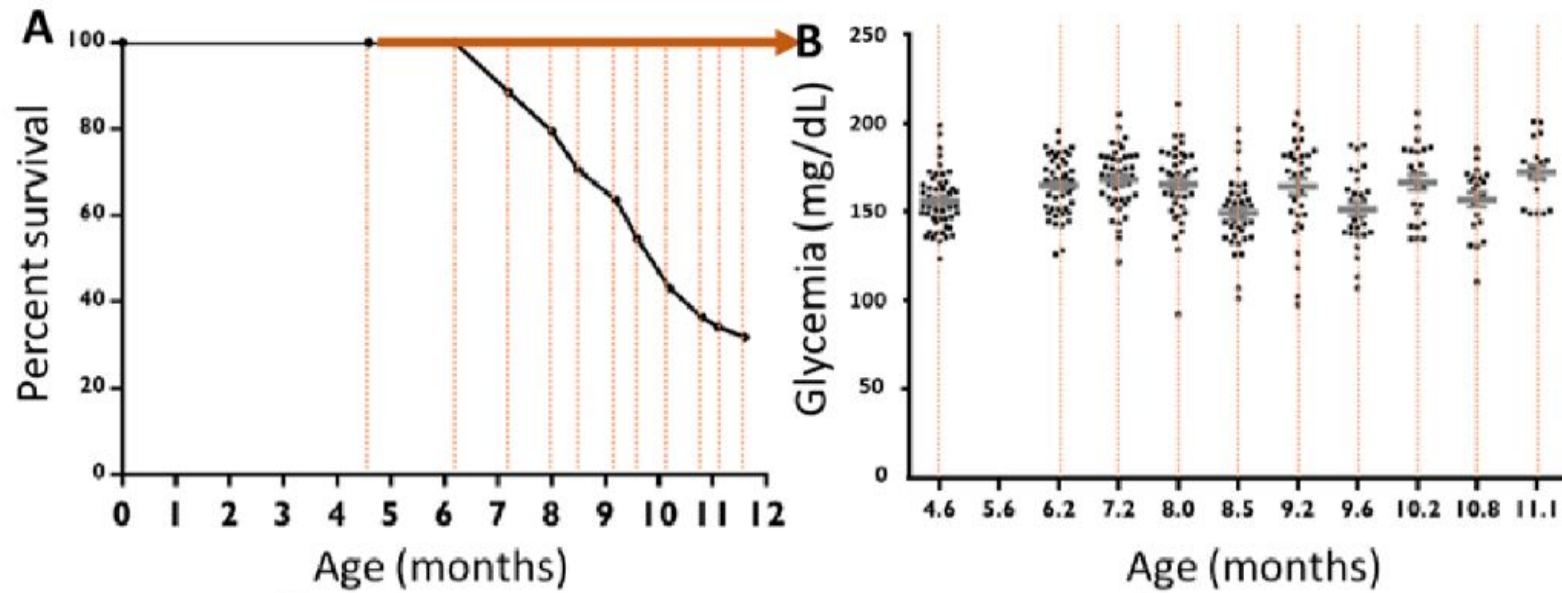 A
B
100
80
60
40
20
0
Percent survival
0 1 2 3 4 5 6 7 8 9 10 11 12
Age (months)
250
200
150
100
50
0
Glycemia (mg/dL)
4.6 5.6 6.2 7.2 8.0 8.5 9.2 9.6 10.2 10.8 11.1
Age (months)